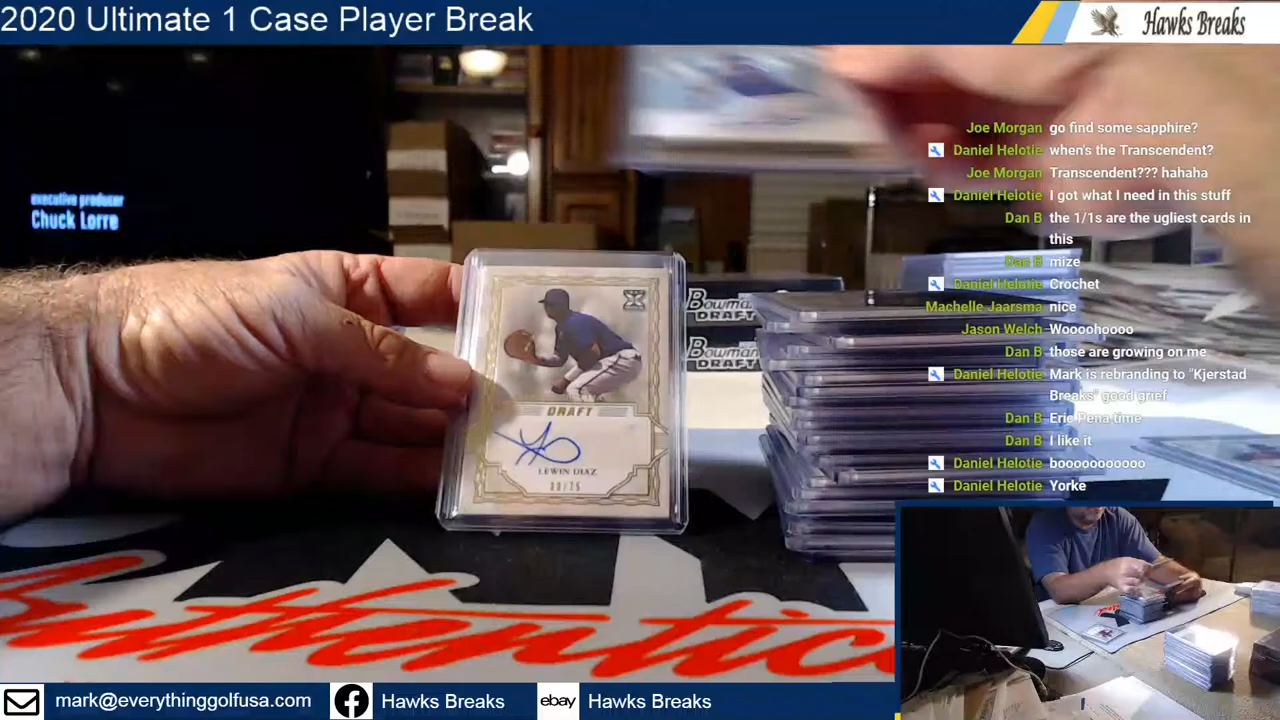 2020 Ultimate 1 Case Player Break
Hawks Breaks
executive producer
Chuck Lorre
Joe Morgan go find some sapphire?
Daniel Helotie when's the Transcendent?
Joe Morgan Transcendent??? hahaha
Daniel Helotie I got what I need in this stuff
Dan B the 1/1s are the ugliest cards in
this
Dan B mize
Daniel Helotie Crochet
Machelle Jaarsma nice
Jason Welch Woooohoooo
Dan B those are growing on me
Daniel Helotie Mark is rebranding to "Kjerstad
Breaks" good grief
Dan B Eric Pena time
Dan B I like it
Daniel Helotie booooooooooo
Daniel Helotie Yorke
Bowman
DRAFT
Bowman
DRAFT
DRAFT
LEWIN DIAZ
Authentic
mark@everythinggolfusa.com
Hawks Breaks
ebay
Hawks Breaks